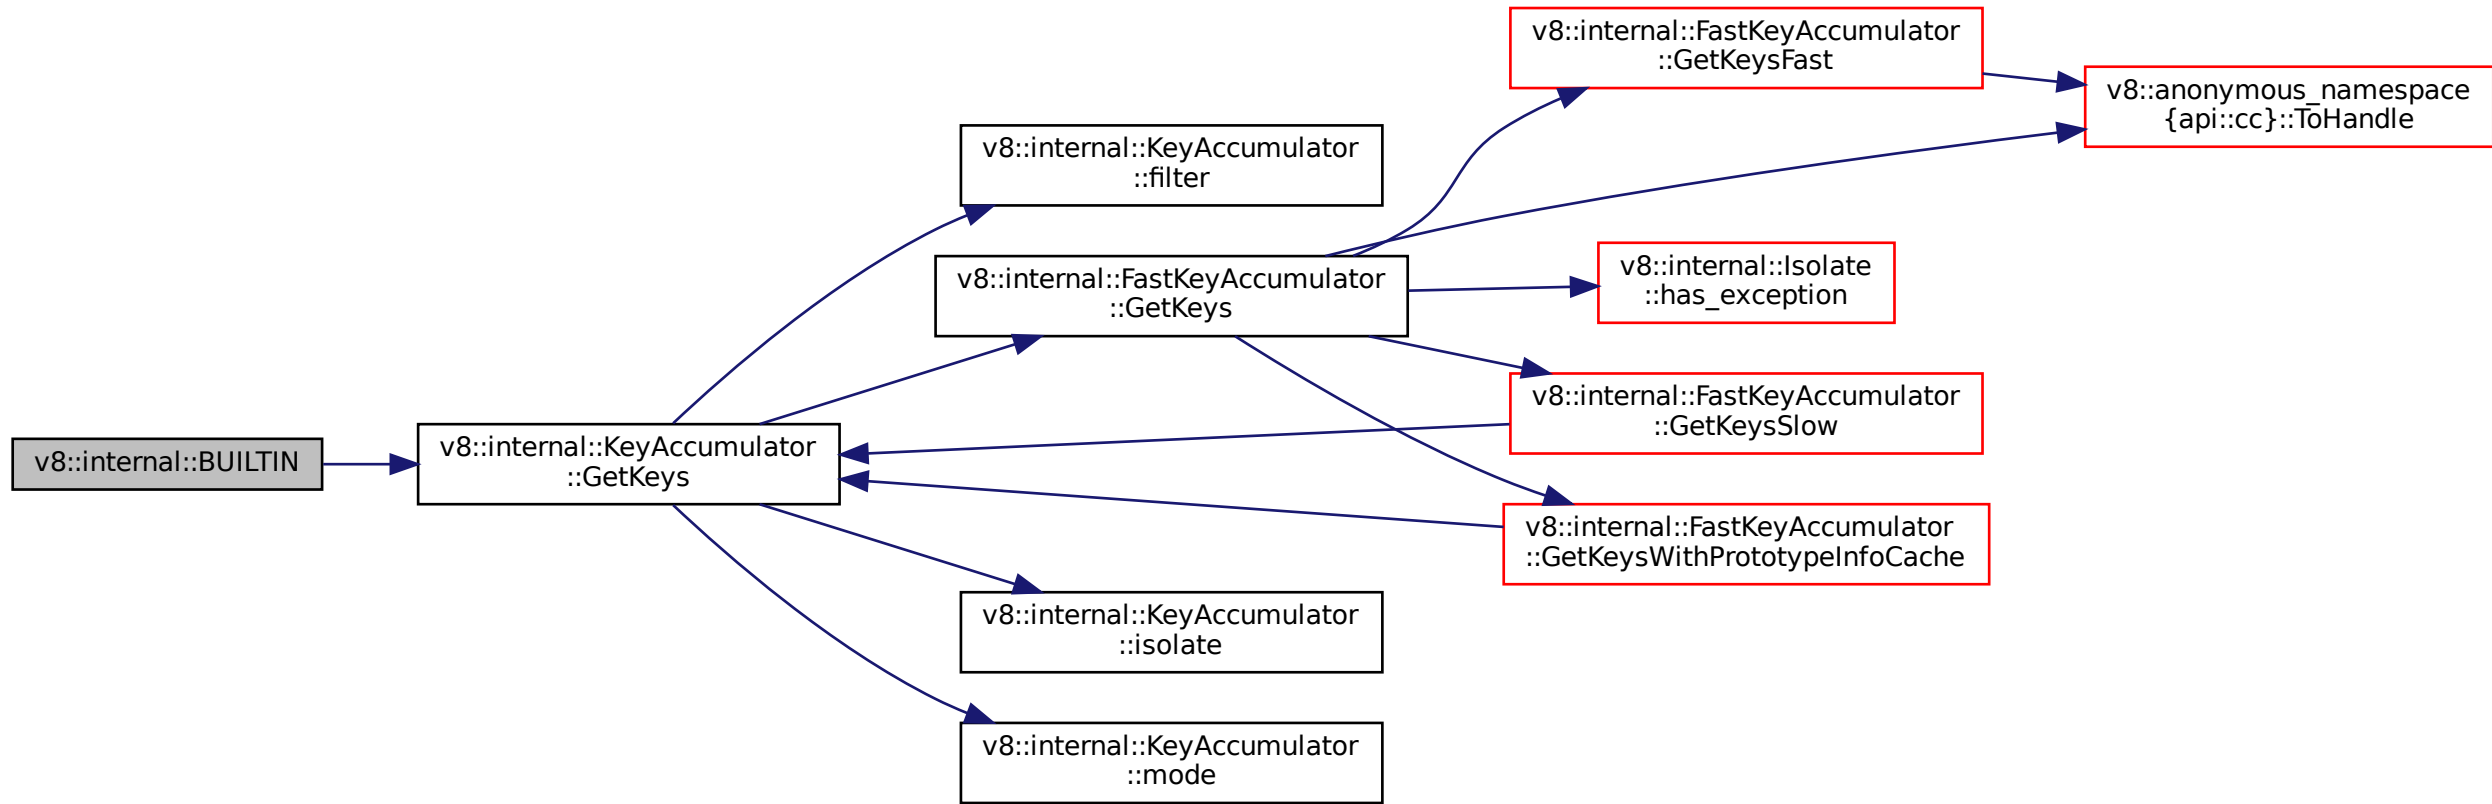 v8::internal::BUILTIN
v8::internal::KeyAccumulator
::GetKeys
v8::internal::KeyAccumulator
::filter
v8::internal::FastKeyAccumulator
::GetKeys
v8::internal::KeyAccumulator
::isolate
v8::internal::KeyAccumulator
::mode
v8::internal::FastKeyAccumulator
::GetKeysFast
v8::internal::Isolate
::has_exception
v8::internal::FastKeyAccumulator
::GetKeysSlow
v8::internal::FastKeyAccumulator
::GetKeysWithPrototypeInfoCache
v8::anonymous_namespace
{api::cc}::ToHandle